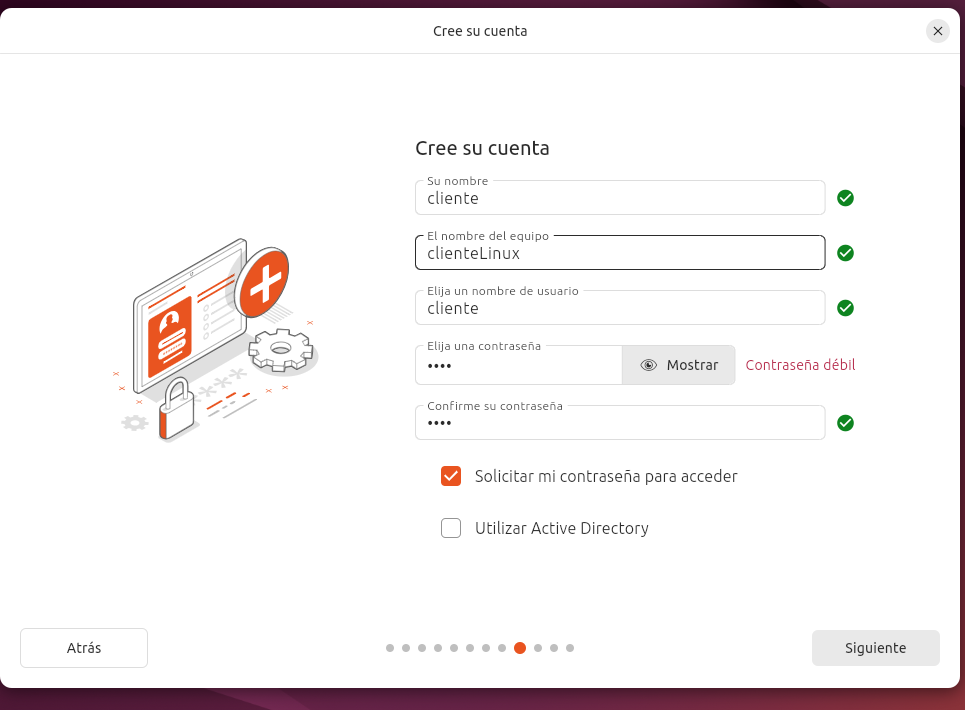 Cree su cuenta
Cree su cuenta
Su nombre
cliente
El nombre del equipo
clienteLinux
Elija un nombre de usuario
cliente
Elija una contraseña
••••
Mostrar
Contraseña débil
Confirme su contraseña
••••
Solicitar mi contraseña para acceder
Utilizar Active Directory
Atrás
Siguiente